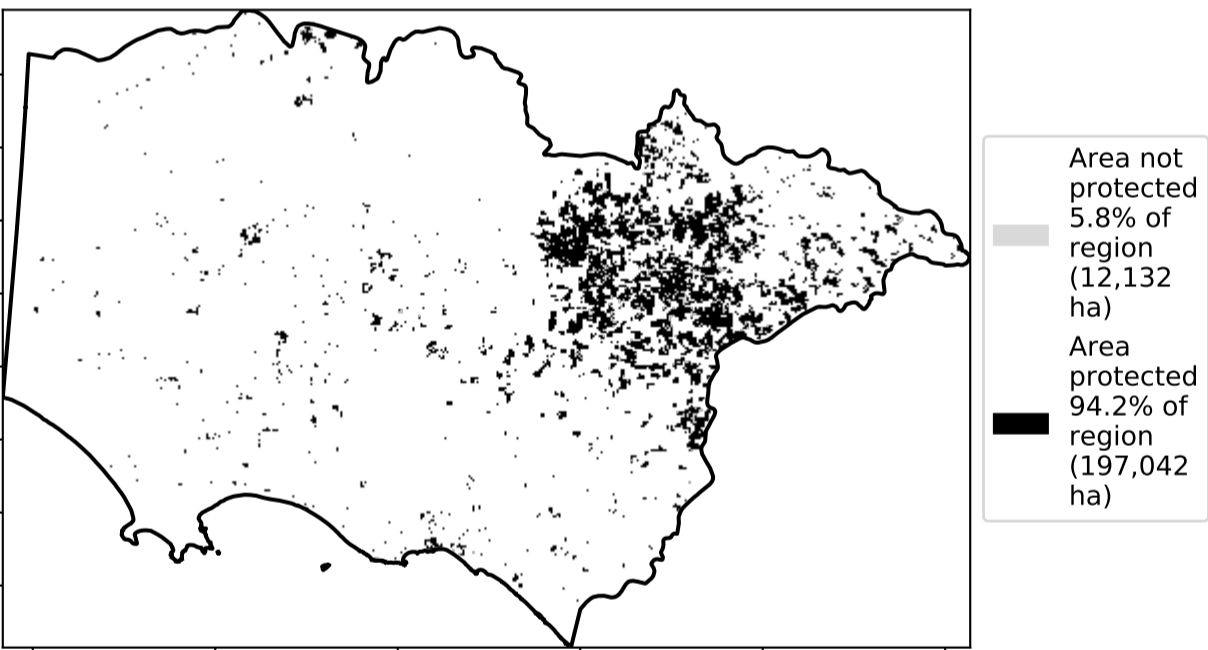 Area not
protected
5.8% of
region
(12,132
ha)
Area
protected
94.2% of
region
(197,042
ha)